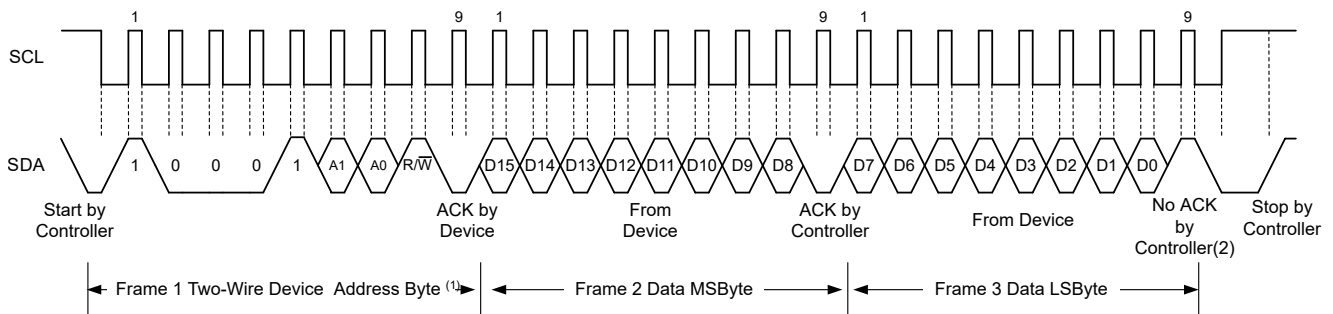 1 9 1 9 1 9
SCL
SDA
1 0 0 0 1 A1 A0 R/W̅ D15 D14 D13 D12 D11 D10 D9 D8 D7 D6 D5 D4 D3 D2 D1 D0
Start by
Controller
ACK by
Device
From
Device
ACK by
Controller
From Device
No ACK
by
Controller(2)
Stop by
Controller
Frame 1 Two-Wire Device Address Byte (1)
Frame 2 Data MSByte
Frame 3 Data LSByte